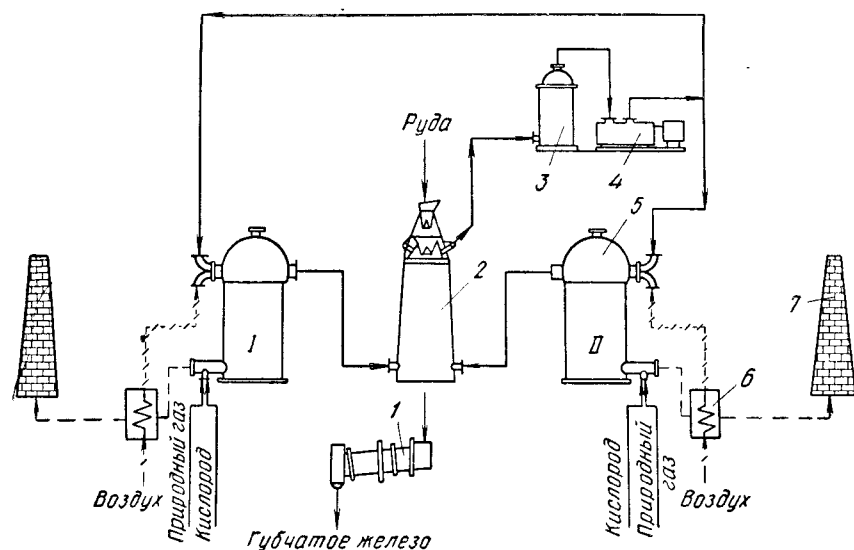 Руда
3
4
5
2
7
I
II
6
1
Воздух
Природный газ
Кислород
Кислород
Природный
газ
Воздух
Губчатое железо